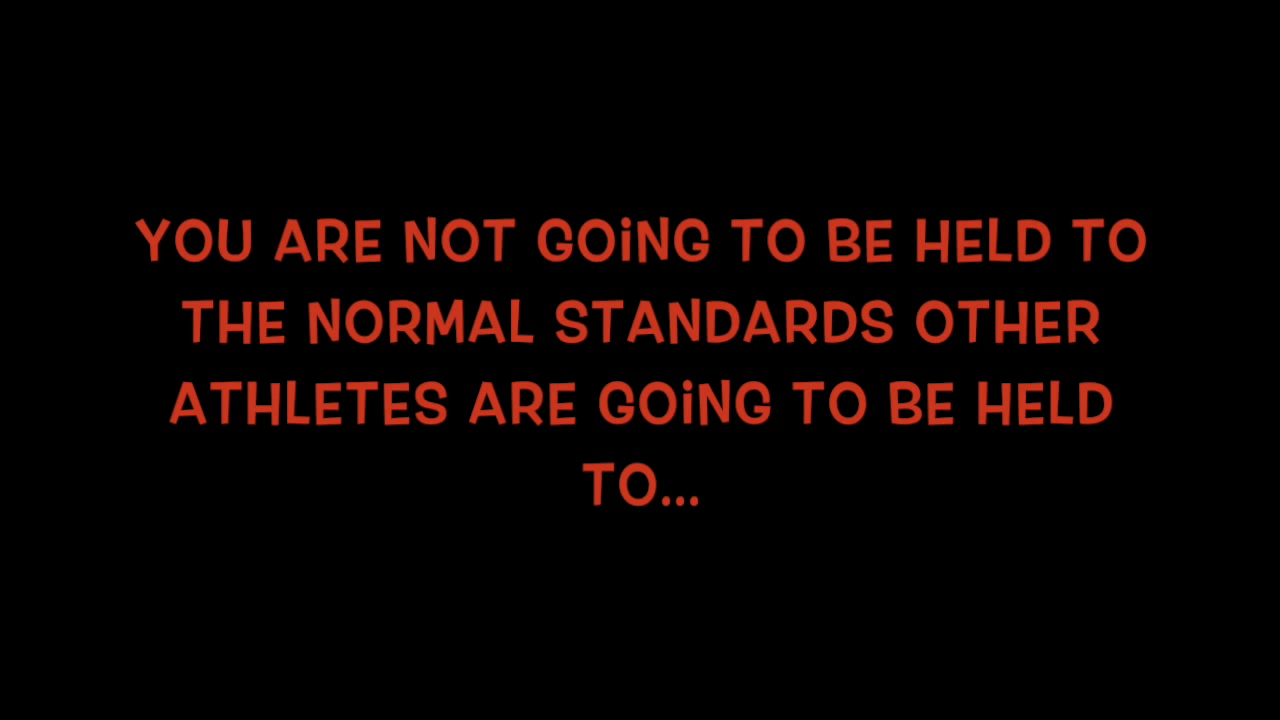 YOU ARE NOT GOiNG TO BE HELD TO
THE NORMAL STANDARDS OTHER
ATHLETES ARE GOiNG TO BE HELD
TO...